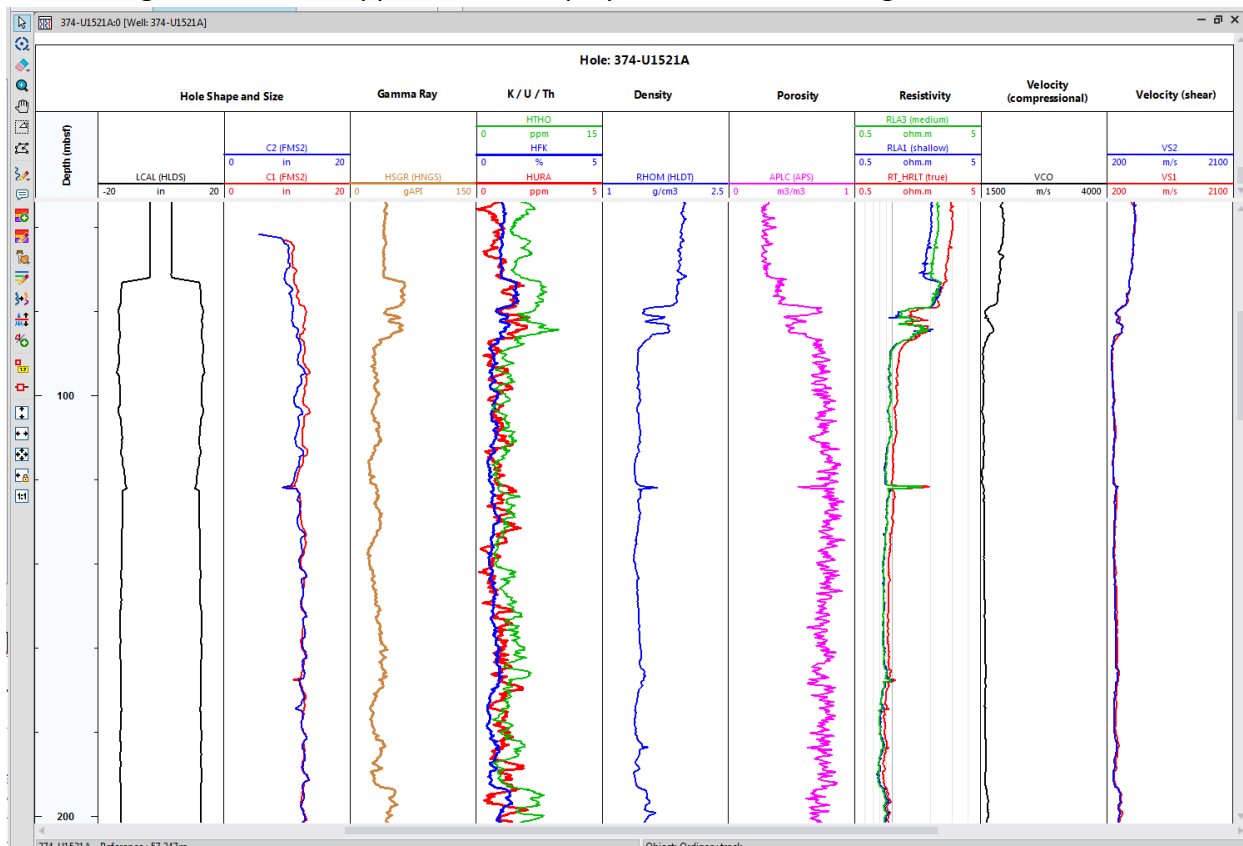 374-U1521A:0 [Well: 374-U1521A]
Hole: 374-U1521A
Hole Shape and Size Gamma Ray K / U / Th Density Porosity Resistivity Velocity (compressional) Velocity (shear)
Depth (mbsf)
LCAL (HLDS)
-20 in 20
C2 (FMS2)
0 in 20
C1 (FMS2)
0 in 20
HSGR (HNGS)
0 gAPI 150
HTHO
0 ppm 15
HFK
0 % 5
HURA
0 ppm 5
RHOM (HLDT)
1 g/cm3 2.5
APLC (APS)
0 m3/m3 1
RLA3 (medium)
0.5 ohm.m 5
RLA1 (shallow)
0.5 ohm.m 5
RT_HRLT (true)
0.5 ohm.m 5
VCO
1500 m/s 4000
VS2
200 m/s 2100
VS1
200 m/s 2100
100
200